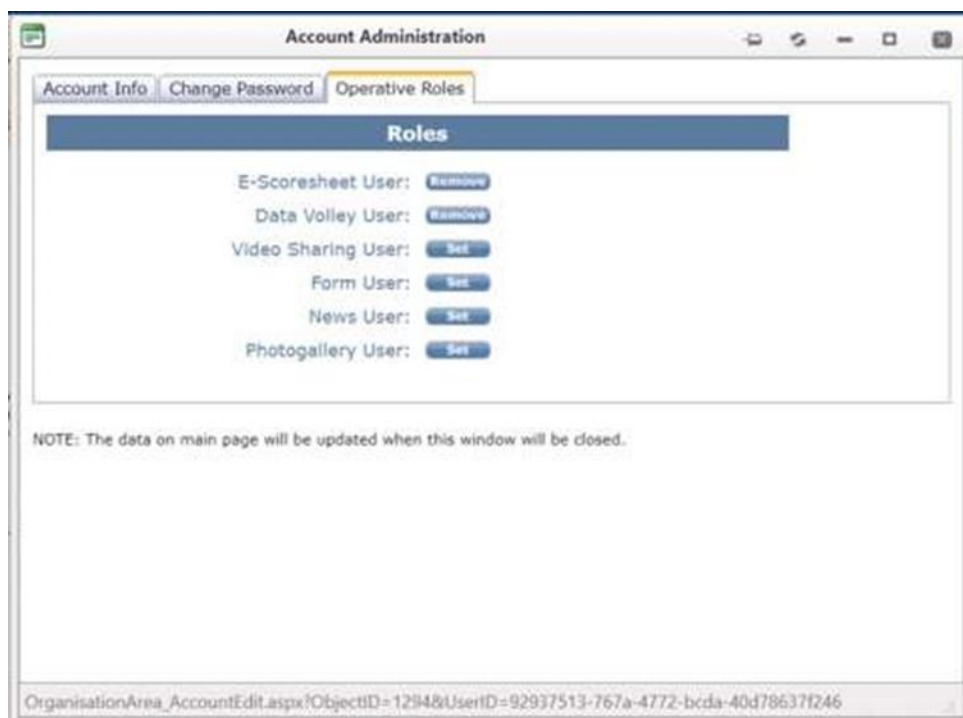 Account Administration
Account Info Change Password Operative Roles
Roles
E-Scoresheet User: Remove
Data Volley User: Remove
Video Sharing User: Set
Form User: Set
News User: Set
Photogallery User: Set
NOTE: The data on main page will be updated when this window will be closed.
OrganisationArea_AccountEdit.aspx?ObjectID=1294&UserID=92937513-767a-4772-bcda-40d78637f246